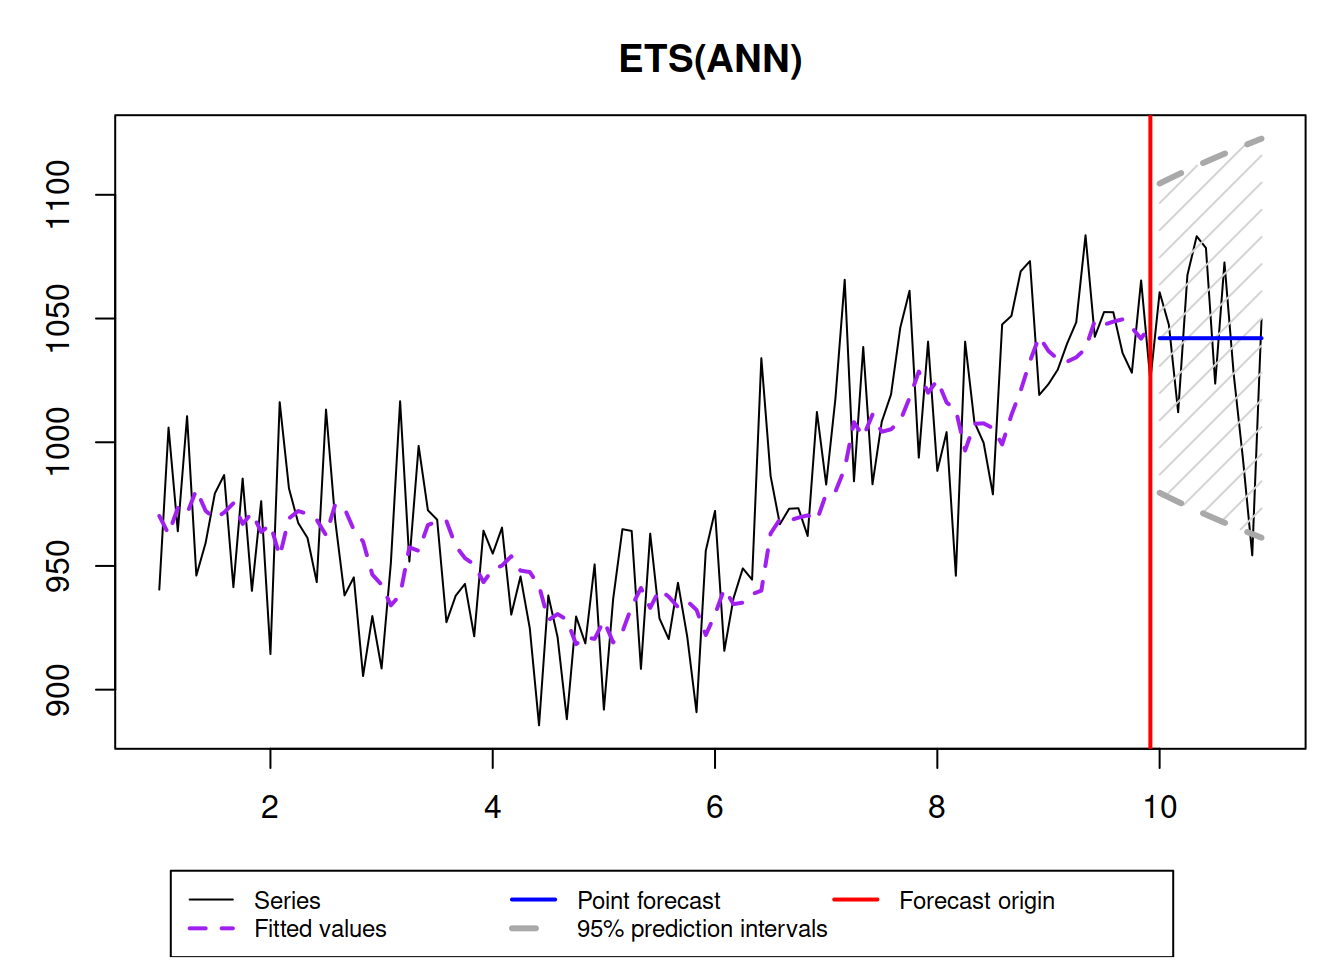 ETS(ANN)
1100
1050
1000
950
900
2 4 6 8 10
Series Point forecast Forecast origin
Fitted values 95% prediction intervals